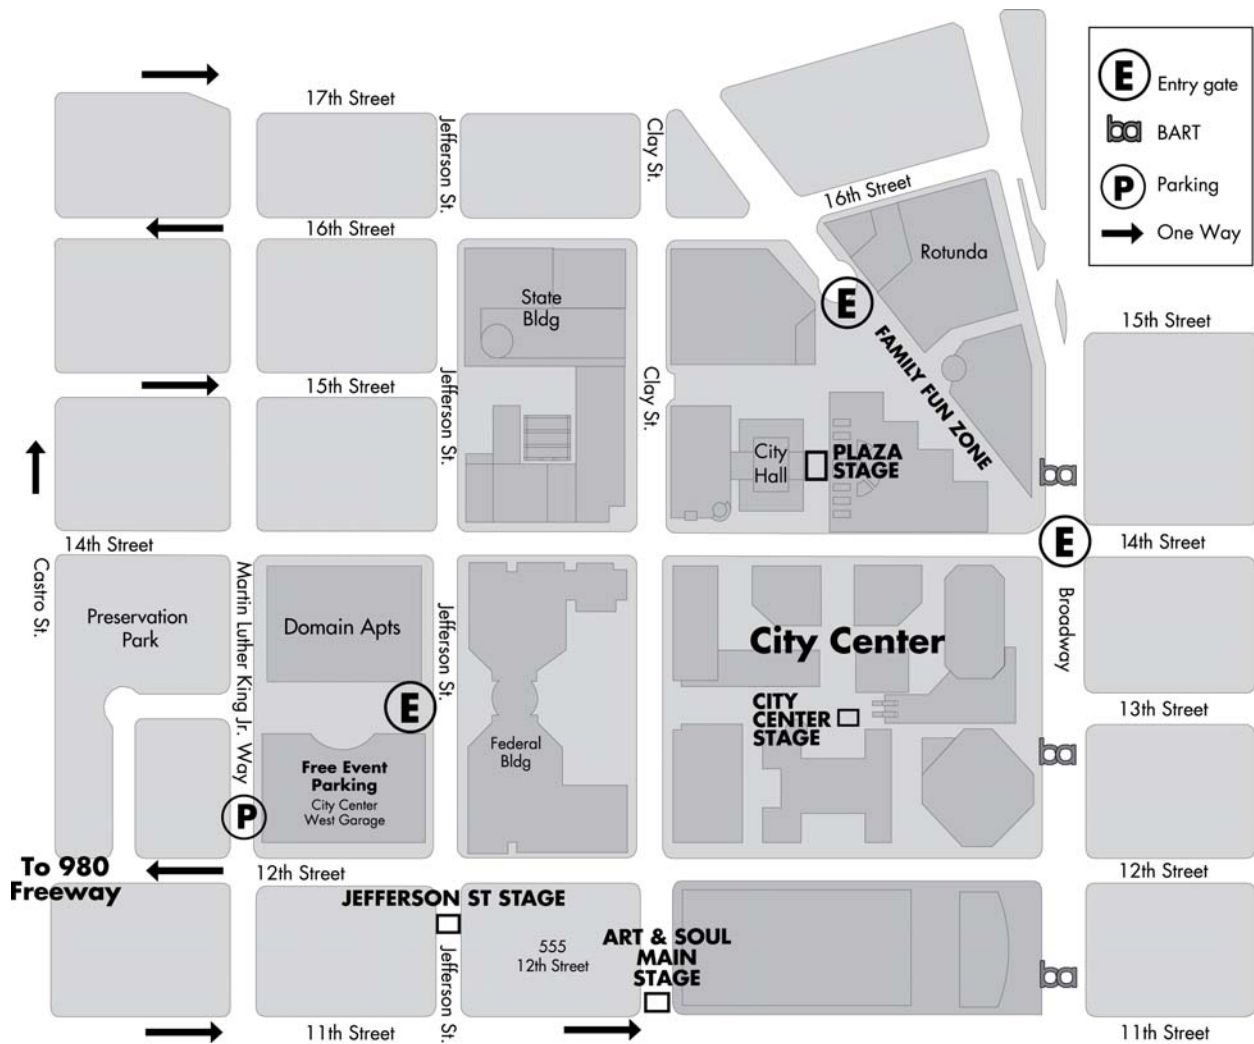 17th Street
Jefferson St.
Clay St.
16th Street
E
Entry gate
ba
BART
P
Parking
One Way
16th Street
State
Bldg
Rotunda
E
FAMILY FUN ZONE
15th Street
15th Street
Jefferson St.
Clay St.
City
Hall
PLAZA
STAGE
ba
14th Street
E
14th Street
Castro St.
Preservation
Park
Martin Luther King Jr. Way
Domain Apts
Jefferson St.
City Center
Broadway
E
CITY
CENTER
STAGE
13th Street
Federal
Bldg
ba
Free Event
Parking
City Center
West Garage
P
To 980
Freeway
12th Street
12th Street
JEFFERSON ST STAGE
555
12th Street
ART & SOUL
MAIN
STAGE
Jefferson St.
ba
11th Street
11th Street